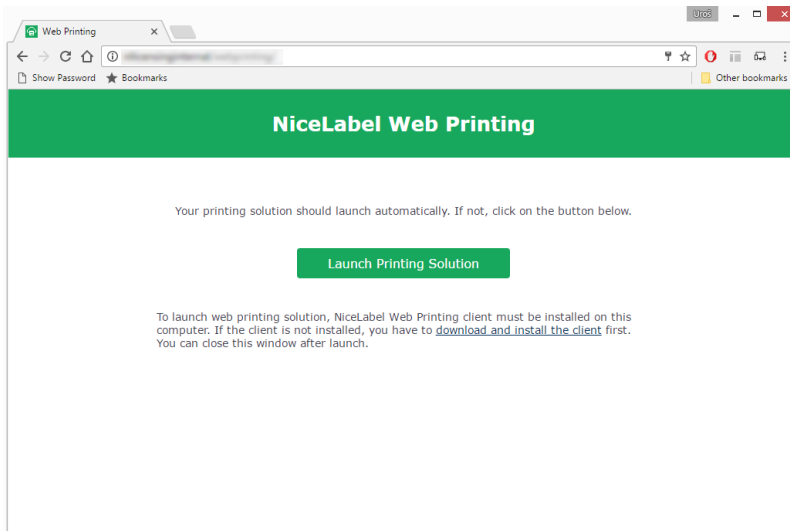 Uroš
Web Printing
Show Password Bookmarks Other bookmarks
NiceLabel Web Printing
Your printing solution should launch automatically. If not, click on the button below.
Launch Printing Solution
To launch web printing solution, NiceLabel Web Printing client must be installed on this
computer. If the client is not installed, you have to download and install the client first.
You can close this window after launch.